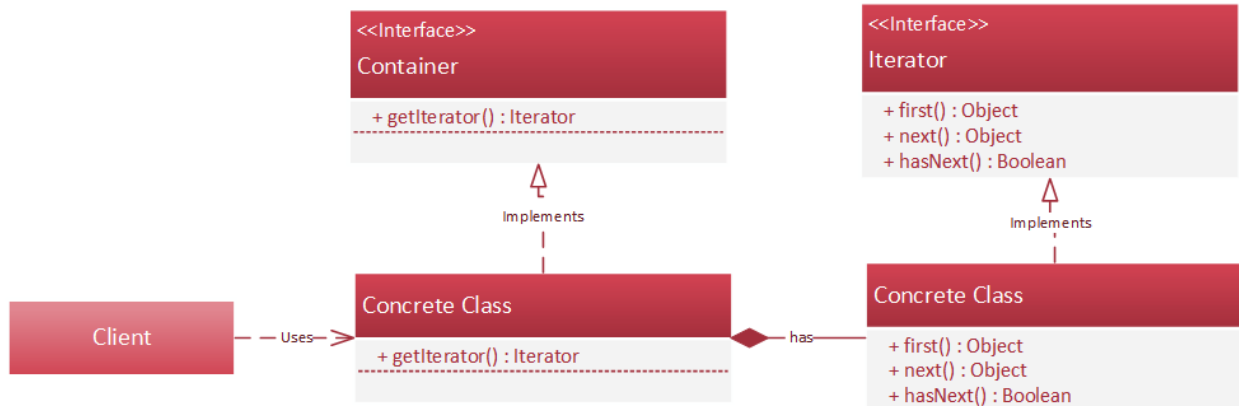 <<Interface>>
Container
+ getIterator() : Iterator
<<Interface>>
Iterator
+ first() : Object
+ next() : Object
+ hasNext() : Boolean
Implements
Implements
Client
Uses
Concrete Class
+ getIterator() : Iterator
has
Concrete Class
+ first() : Object
+ next() : Object
+ hasNext() : Boolean